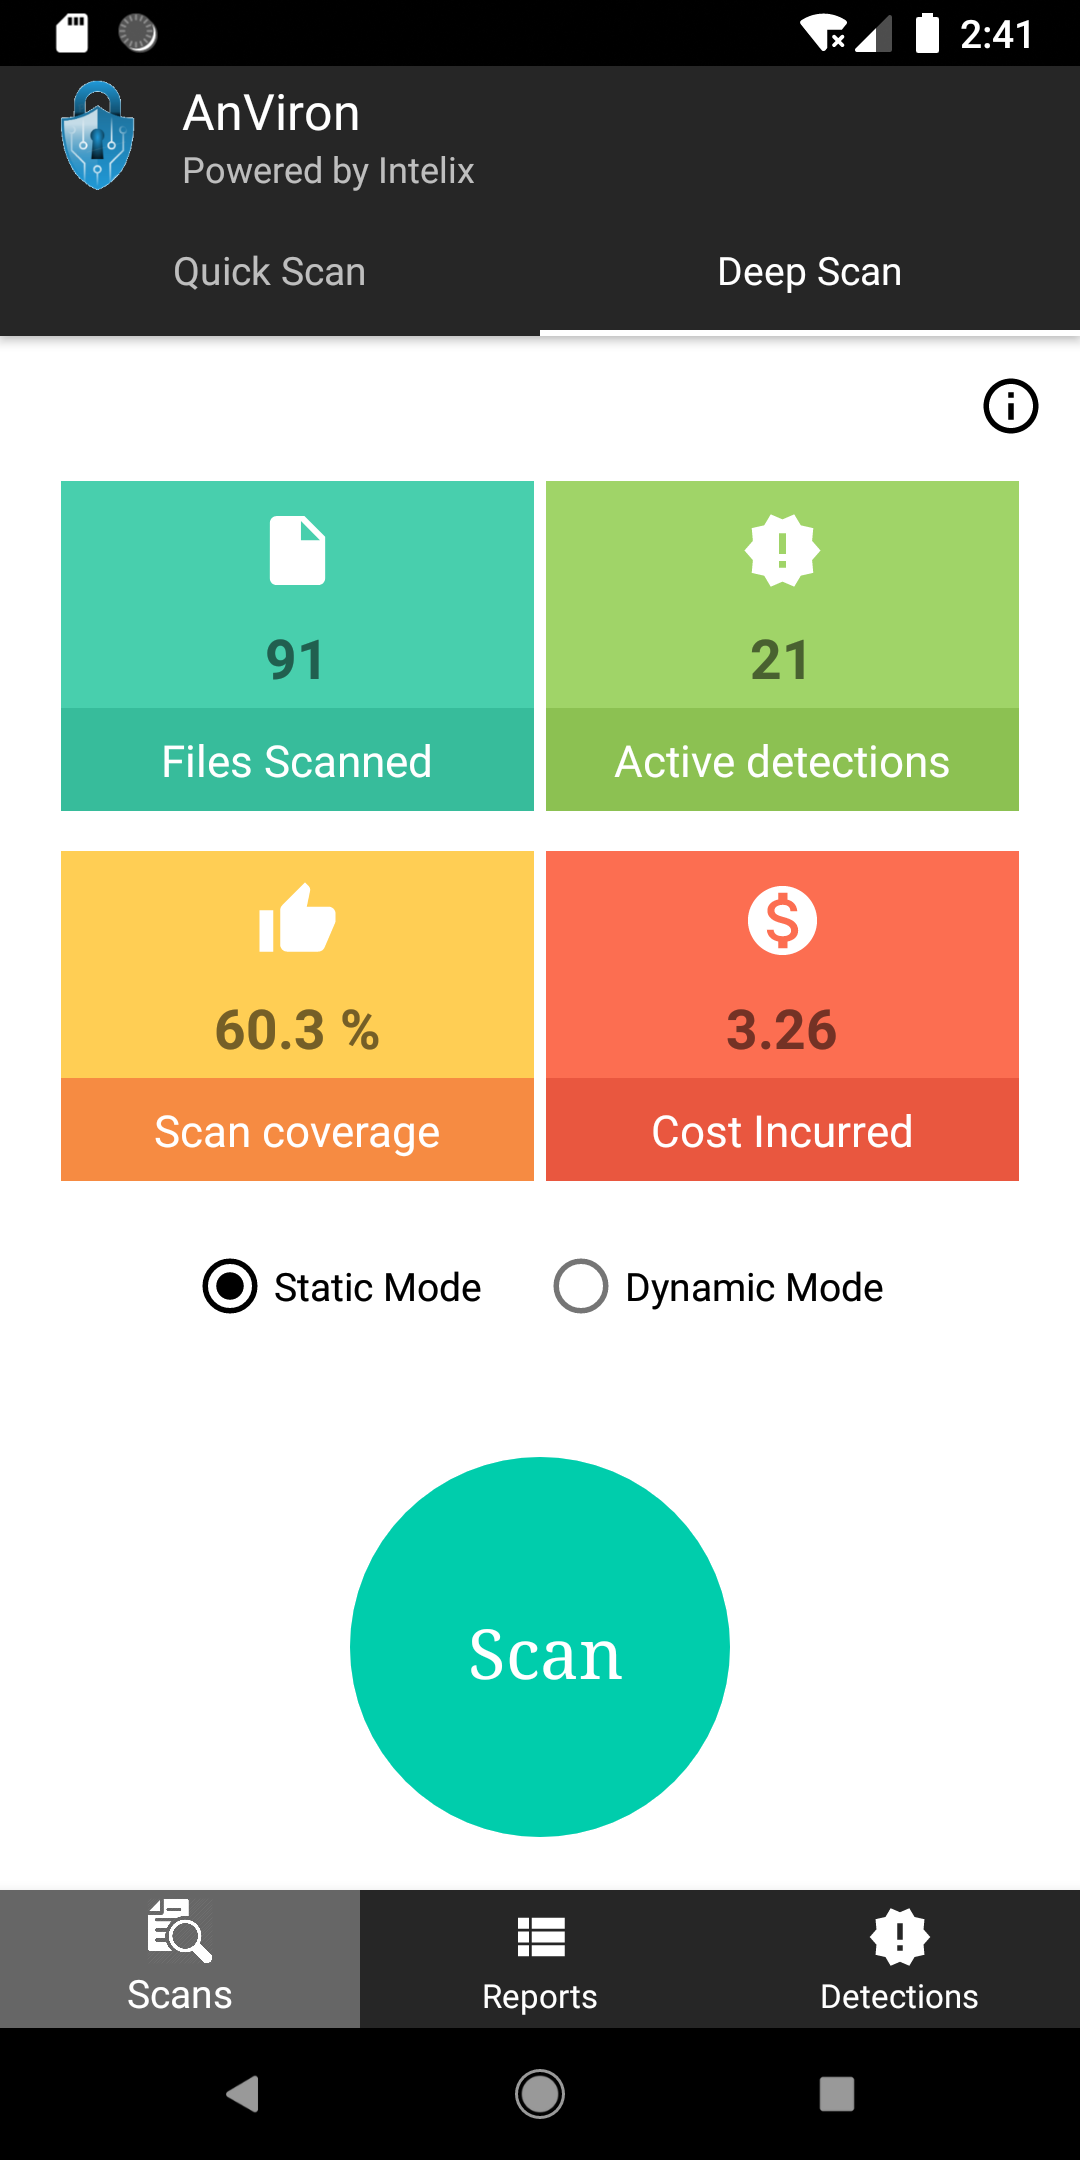 2:41
AnViron
Powered by Intelix
Quick Scan
Deep Scan
91
Files Scanned
21
Active detections
60.3 %
Scan coverage
3.26
Cost Incurred
Static Mode
Dynamic Mode
Scan
Scans
Reports
Detections